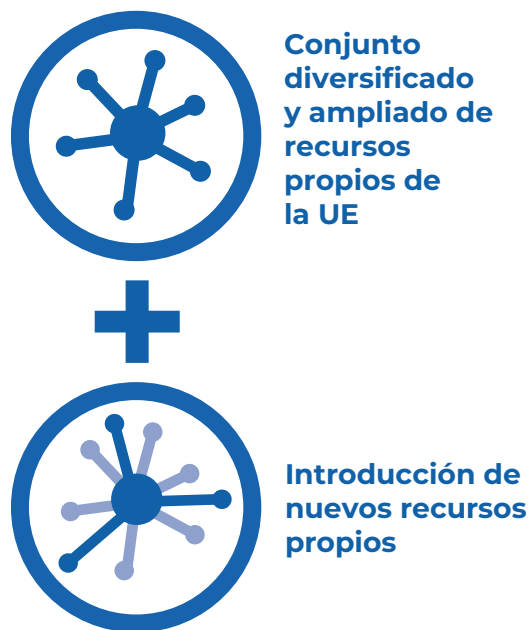 Conjunto
diversificado
y ampliado de
recursos
propios de
la UE
Introducción de
nuevos recursos
propios